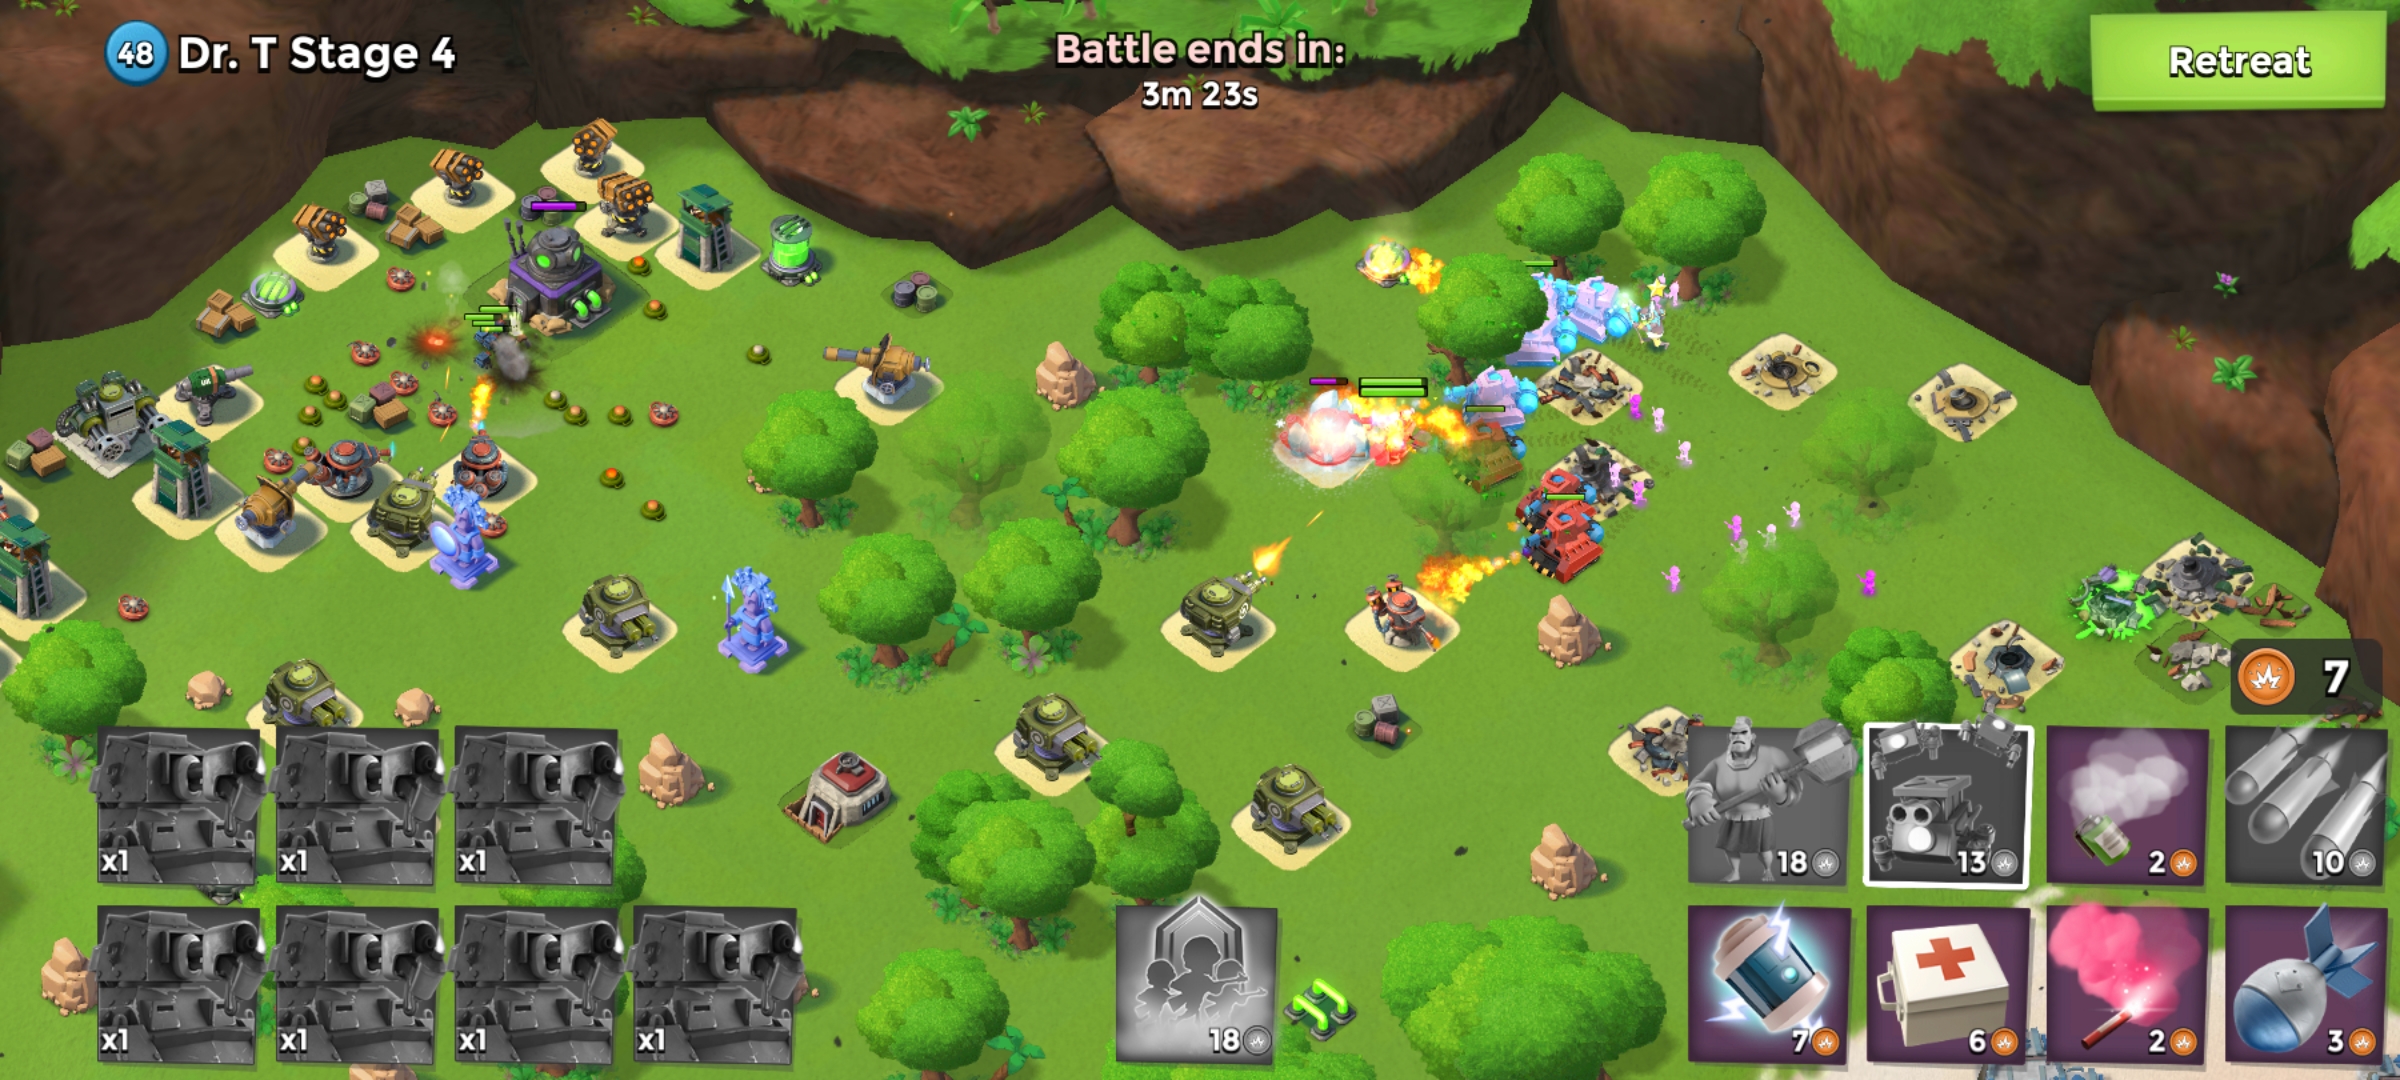 48 Dr. T Stage 4
Battle ends in:
3m 23s
Retreat
7
x1 x1 x1
18 13 2 10
x1 x1 x1 x1
18
7 6 2 3